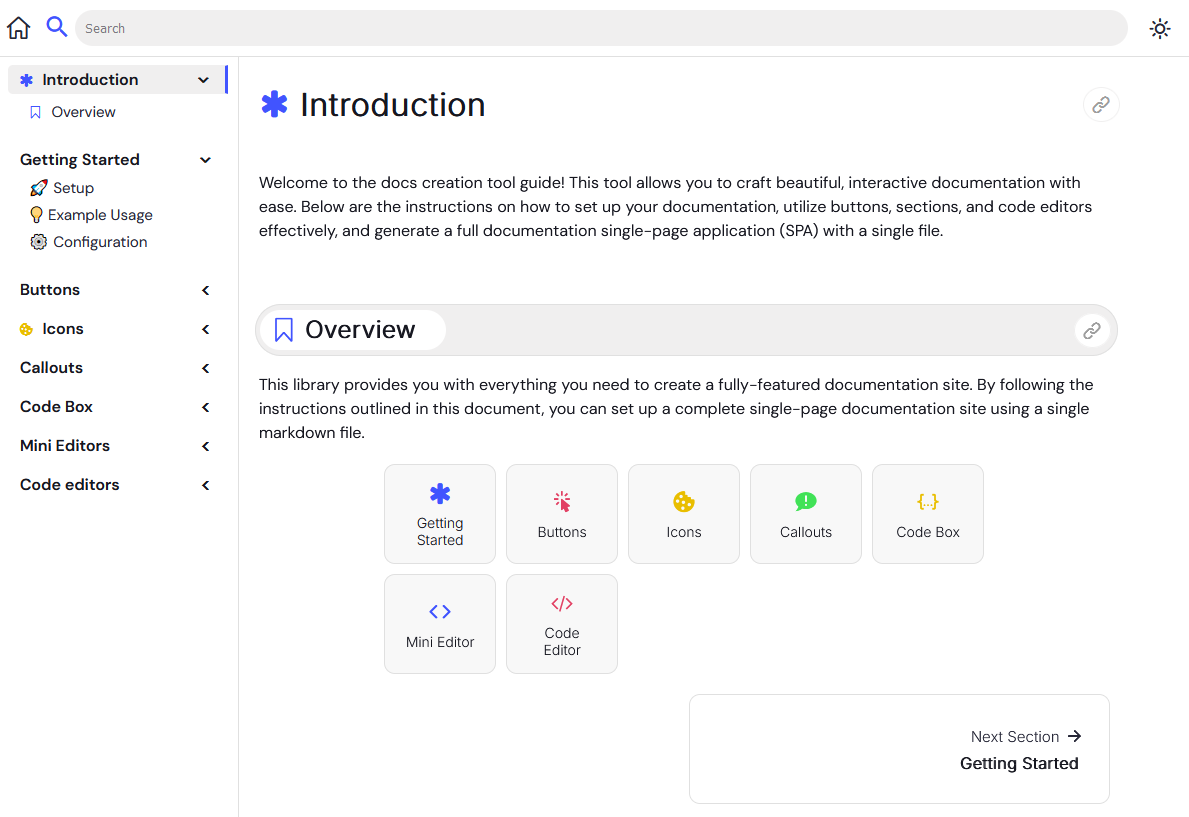 Search
Introduction
Overview
Getting Started
Setup
Example Usage
Configuration
Buttons
Icons
Callouts
Code Box
Mini Editors
Code editors
Introduction
Welcome to the docs creation tool guide! This tool allows you to craft beautiful, interactive documentation with
ease. Below are the instructions on how to set up your documentation, utilize buttons, sections, and code editors
effectively, and generate a full documentation single-page application (SPA) with a single file.
Overview
This library provides you with everything you need to create a fully-featured documentation site. By following the
instructions outlined in this document, you can set up a complete single-page documentation site using a single
markdown file.
Getting
Started
Buttons
Icons
Callouts
Code Box
Mini Editor
Code
Editor
Next Section
Getting Started